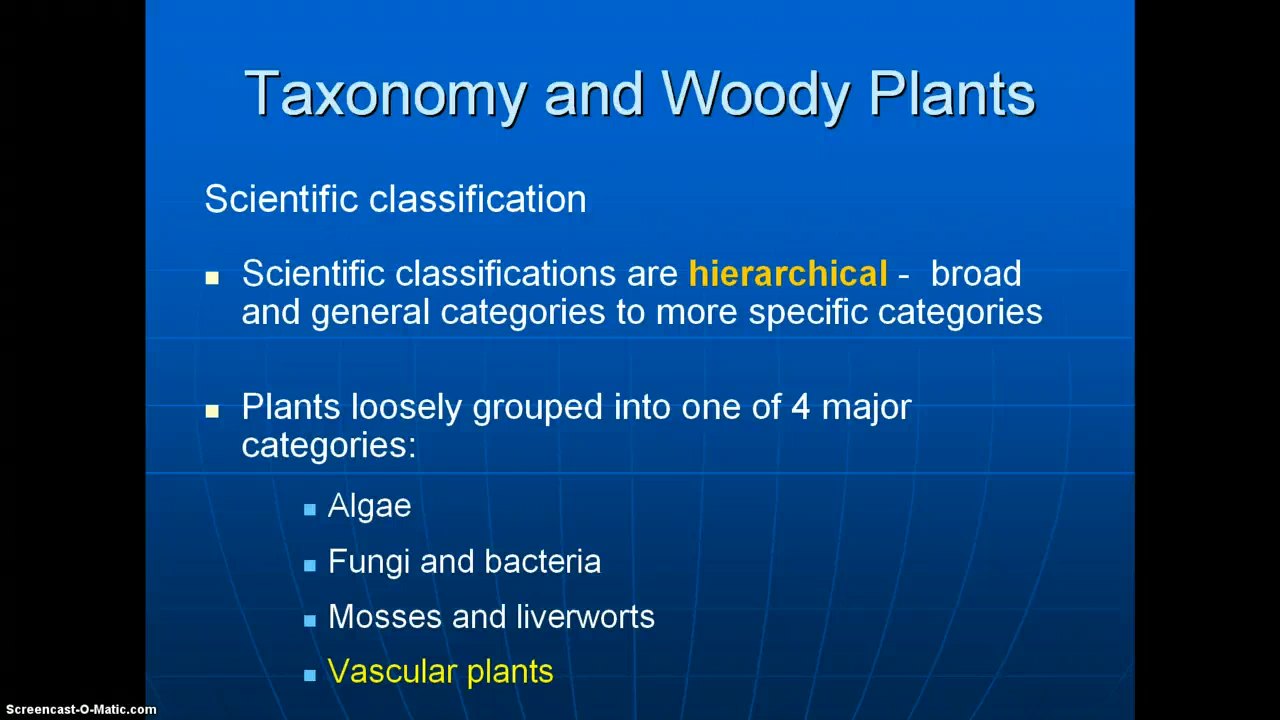 Taxonomy and Woody Plants
Scientific classification
Scientific classifications are hierarchical - broad
and general categories to more specific categories
Plants loosely grouped into one of 4 major
categories:
Algae
Fungi and bacteria
Mosses and liverworts
Vascular plants
Screencast-O-Matic.com